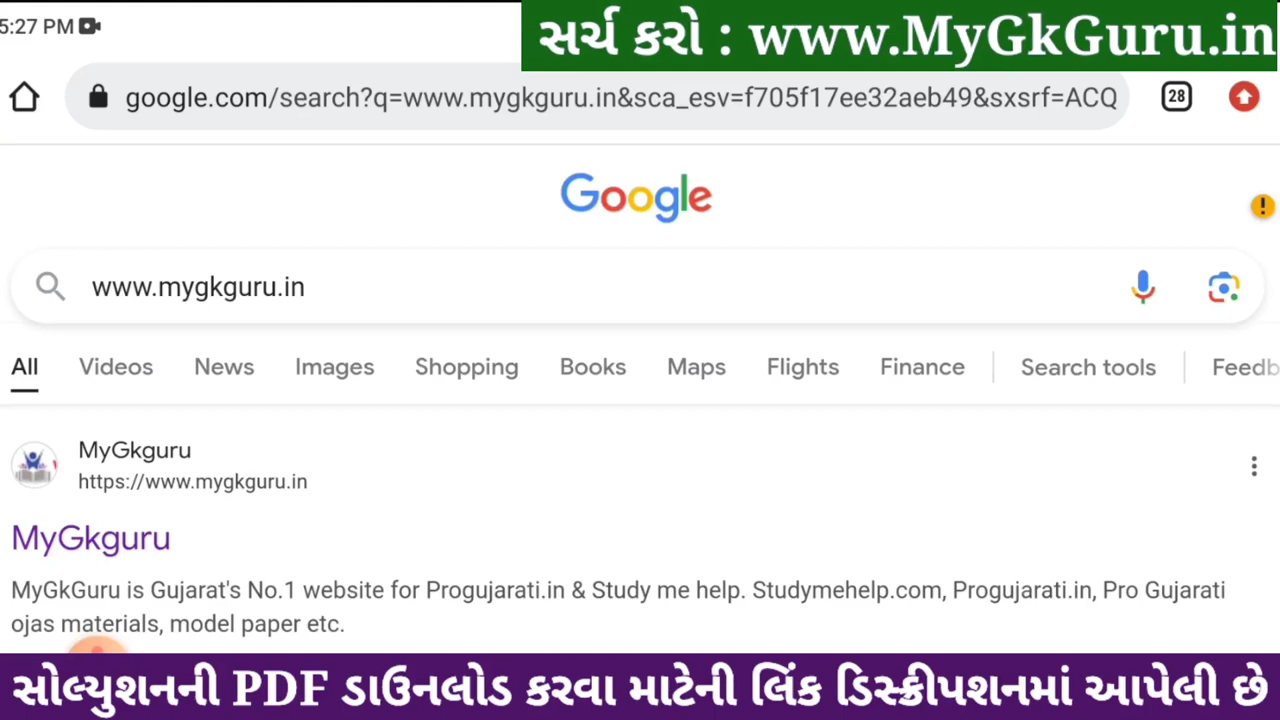 5:27 PM
સર્ચ કરો : www.MyGkGuru.in
google.com/search?q=www.mygkguru.in&sca_esv=f705f17ee32aeb49&sxsrf=ACQ
28
Google
www.mygkguru.in
All Videos News Images Shopping Books Maps Flights Finance Search tools Feedb
MyGkguru
https://www.mygkguru.in
MyGkguru
MyGkGuru is Gujarat's No.1 website for Progujarati.in & Study me help. Studymehelp.com, Progujarati.in, Pro Gujarati
ojas materials, model paper etc.
સોલ્યુશનની PDF ડાઉનલોડ કરવા માટેની લિંક ડિસ્ક્રીપશનમાં આપેલી છે